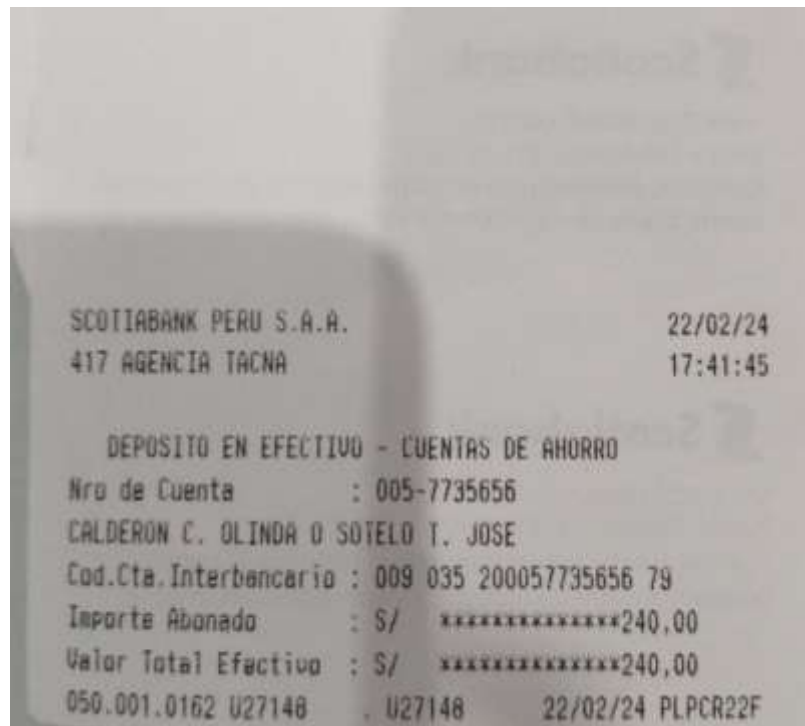 SCOTIABANK PERU S.A.A. 22/02/24
417 AGENCIA TACNA 17:41:45
DEPOSITO EN EFECTIVO - CUENTAS DE AHORRO
Nro de Cuenta : 005-7735656
CALDERON C. OLINDA O SOTELO T. JOSE
Cod.Cta.Interbancario : 009 035 200057735656 79
Importe Abonado : S/ **************240,00
Valor Total Efectivo : S/ **************240,00
050.001.0162 U27148 . U27148 22/02/24 PLPCR22F